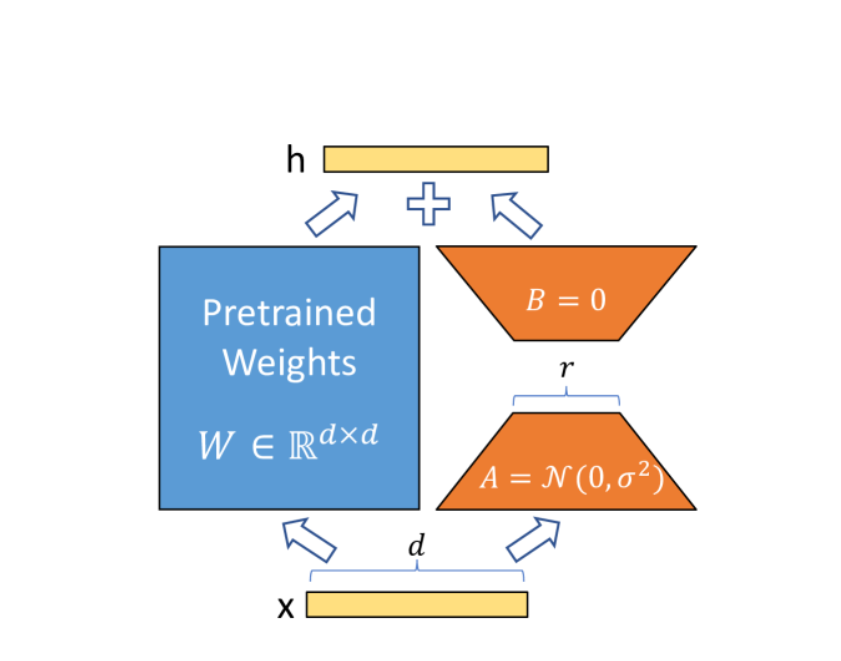 h
Pretrained
Weights
W ∈ ℝ^{d×d}
B = 0
r
A = 𝒩(0, σ²)
d
x